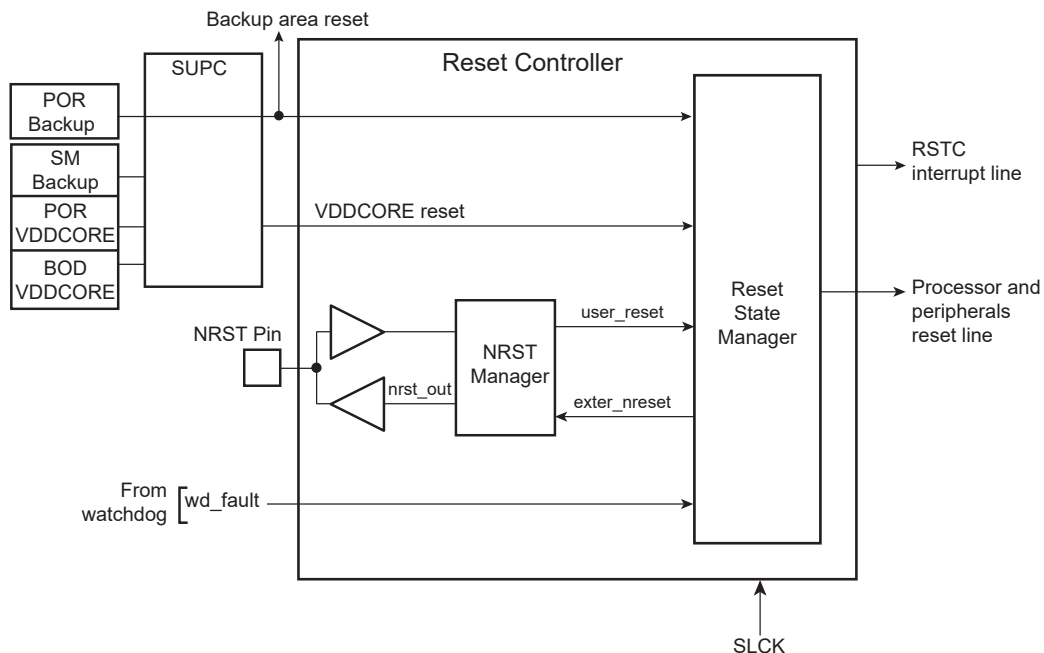 Backup area reset
SUPC
Reset Controller
POR
Backup
SM
Backup
POR
VDDCORE
BOD
VDDCORE
VDDCORE reset
RSTC
interrupt line
Reset
State
Manager
Processor and
peripherals
reset line
NRST Pin
NRST
Manager
user_reset
nrst_out
exter_nreset
From
watchdog
wd_fault
SLCK